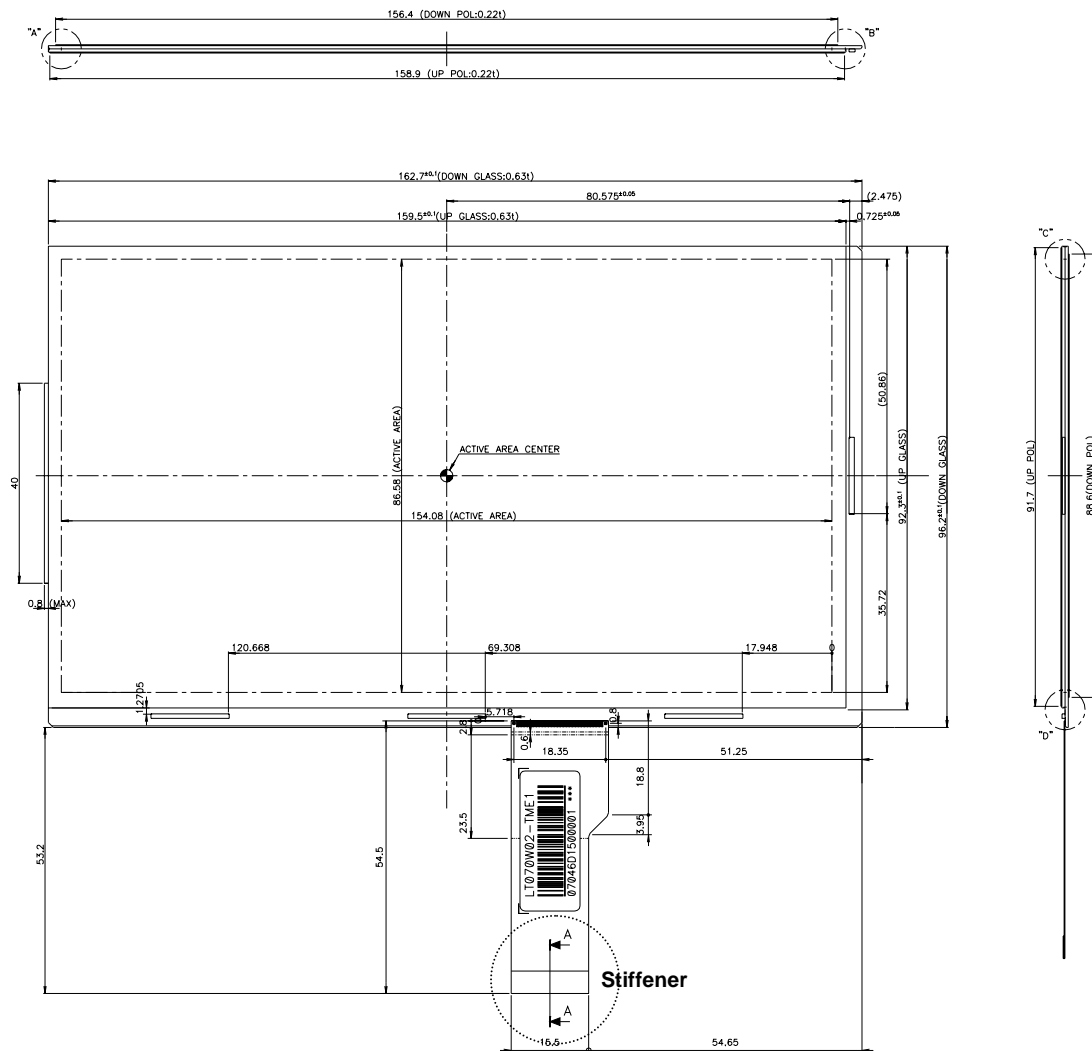 156.4 (DOWN POL:0.22t)
"A"
"B"
158.9 (UP POL:0.22t)
162.7±0.1(DOWN GLASS:0.63t)
80.575±0.05
(2.475)
159.5±0.1(UP GLASS:0.63t)
0.725±0.05
"C"
(50.86)
86.58 (ACTIVE AREA)
ACTIVE AREA CENTER
92.3±0.1 (UP GLASS)
96.2±0.1(DOWN GLASS)
91.7 (UP POL)
88.6(DOWN POL)
40
154.08 (ACTIVE AREA)
0.8 (MAX)
35.72
120.668
69.308
17.948
0
1.2705
5.718
0.8
2.8
0.6
18.35
51.25
"D"
18.8
23.5
3.95
53.2
54.5
LT070W02-TME1
07046D1500001
A
Stiffener
A
54.65